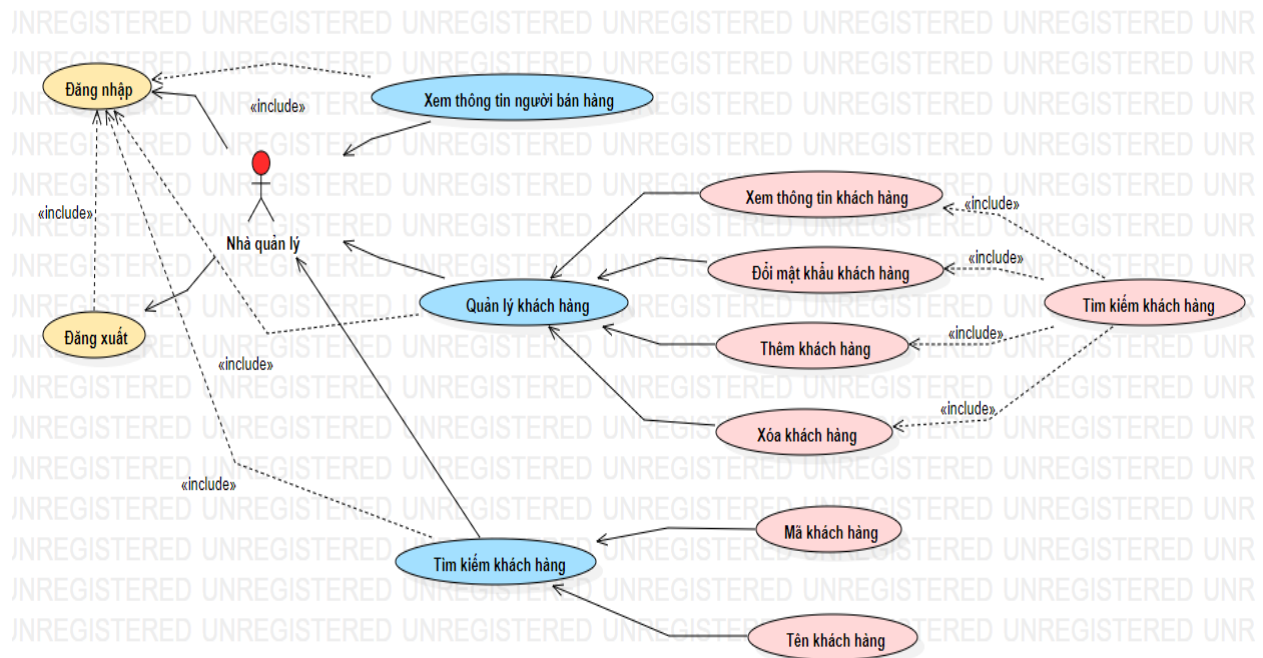 UNREGISTERED UNREGISTERED UNREGISTERED UNREGISTERED UNREGISTERED UNREGISTERED UNR
Đăng nhập
Xem thông tin người bán hàng
«include»
Xem thông tin khách hàng
«include»
«include»
Nhà quản lý
«include»
Đổi mật khẩu khách hàng
Quản lý khách hàng
Tìm kiếm khách hàng
Đăng xuất
«include»
Thêm khách hàng
«include»
«include»
Xóa khách hàng
«include»
Mã khách hàng
Tìm kiếm khách hàng
Tên khách hàng